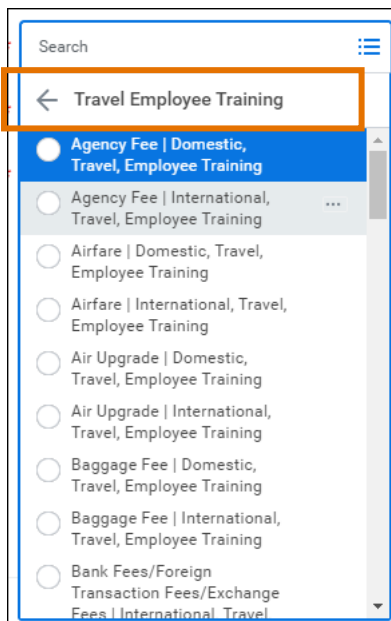 Search
Travel Employee Training
Agency Fee | Domestic,
Travel, Employee Training
Agency Fee | International,
Travel, Employee Training
Airfare | Domestic, Travel,
Employee Training
Airfare | International, Travel,
Employee Training
Air Upgrade | Domestic,
Travel, Employee Training
Air Upgrade | International,
Travel, Employee Training
Baggage Fee | Domestic,
Travel, Employee Training
Baggage Fee | International,
Travel, Employee Training
Bank Fees/Foreign
Transaction Fees/Exchange
Fees | International, Travel